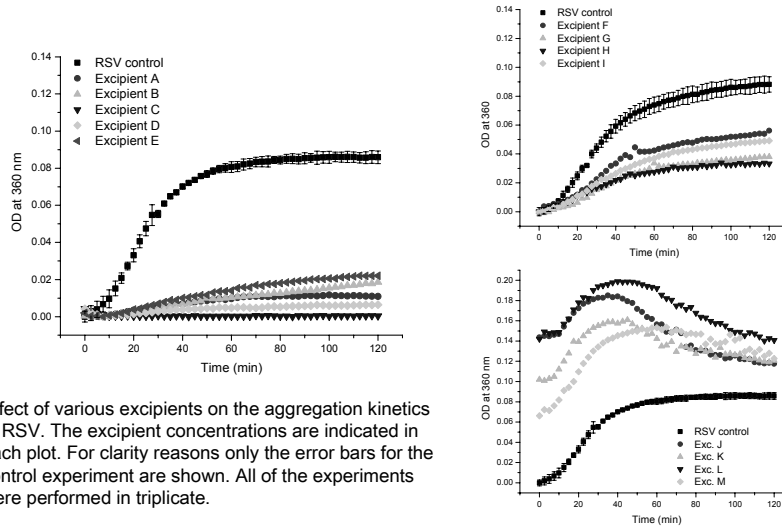 0.14
0.12
0.10
0.08
0.06
0.04
0.02
0.00
OD at 360 nm
RSV control
Excipient A
Excipient B
Excipient C
Excipient D
Excipient E
0 20 40 60 80 100 120
Time (min)
0.14
0.12
0.10
0.08
0.06
0.04
0.02
0.00
OD at 360
RSV control
Excipient F
Excipient G
Excipient H
Excipient I
0 20 40 60 80 100 120
Time (min)
0.20
0.18
0.16
0.14
0.12
0.10
0.08
0.06
0.04
0.02
0.00
OD at 360 nm
RSV control
Exc. J
Exc. K
Exc. L
Exc. M
0 20 40 60 80 100 120
Time (min)
fect of various excipients on the aggregation kinetics
RSV. The excipient concentrations are indicated in
ch plot. For clarity reasons only the error bars for the
ontrol experiment are shown. All of the experiments
ere performed in triplicate.